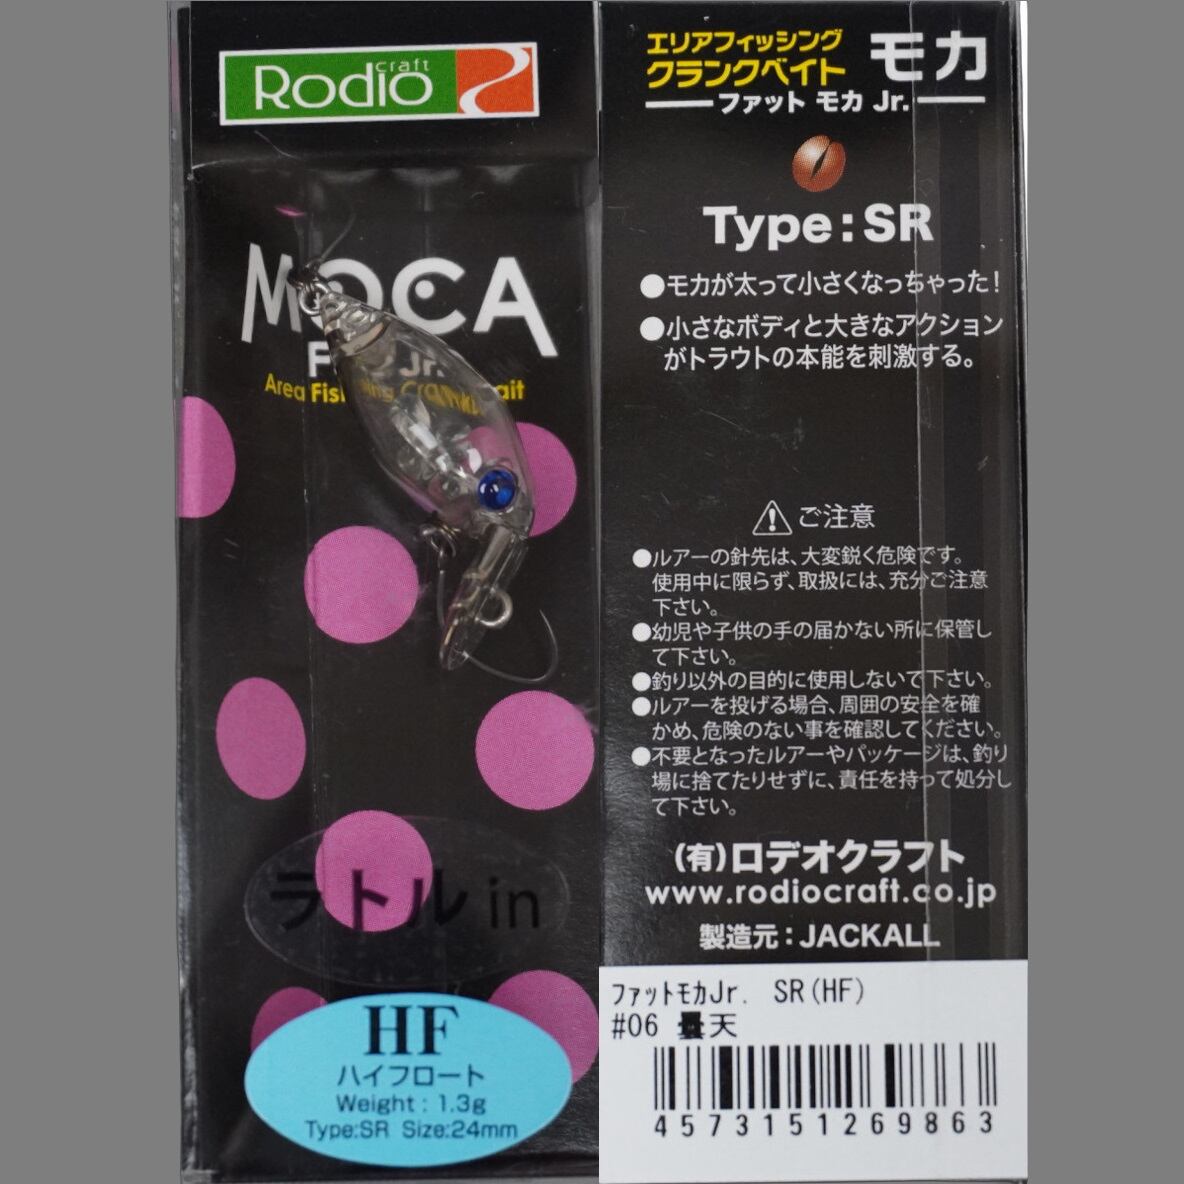 Rodio craft
MOCA
Jr.
Area Fishing Crank Bait
ラトル in
HF
ハイフロート
Weight : 1.3g
Type:SR Size:24mm
エリアフィッシング
クランクベイト モカ
ファット モカ Jr.
Type : SR
●モカが太って小さくなっちゃった!
●小さなボディと大きなアクション
がトラウトの本能を刺激する。
ご注意
●ルアーの針先は、大変鋭く危険です。
使用中に限らず、取扱には、充分ご注意
下さい。
●幼児や子供の手の届かない所に保管し
て下さい。
●釣り以外の目的に使用しないで下さい。
●ルアーを投げる場合、周囲の安全を確
かめ、危険のない事を確認してください。
●不要となったルアーやパッケージは、釣り
場に捨てたりせずに、責任を持って処分し
て下さい。
(有)ロデオクラフト
www.rodiocraft.co.jp
製造元 : JACKALL
ﾌｧｯﾄﾓｶJr. SR(HF)
#06 曇天
4573151269863